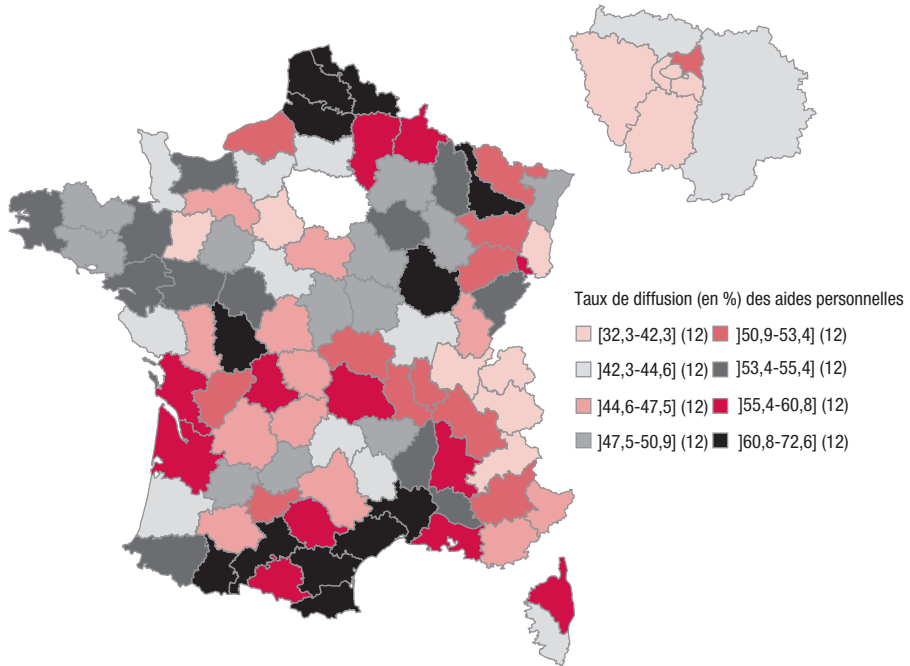 Taux de diffusion (en %) des aides personnelles
[32,3-42,3] (12) ]50,9-53,4] (12)
]42,3-44,6] (12) ]53,4-55,4] (12)
]44,6-47,5] (12) ]55,4-60,8] (12)
]47,5-50,9] (12) ]60,8-72,6] (12)